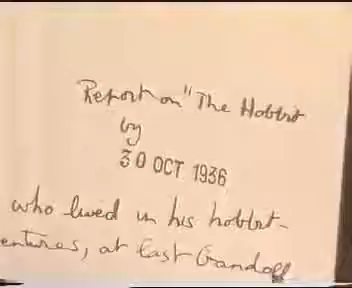 Report on "The Hobbit
by
30 OCT 1936
who lived in his hobbit-
entures, at last Gandalf